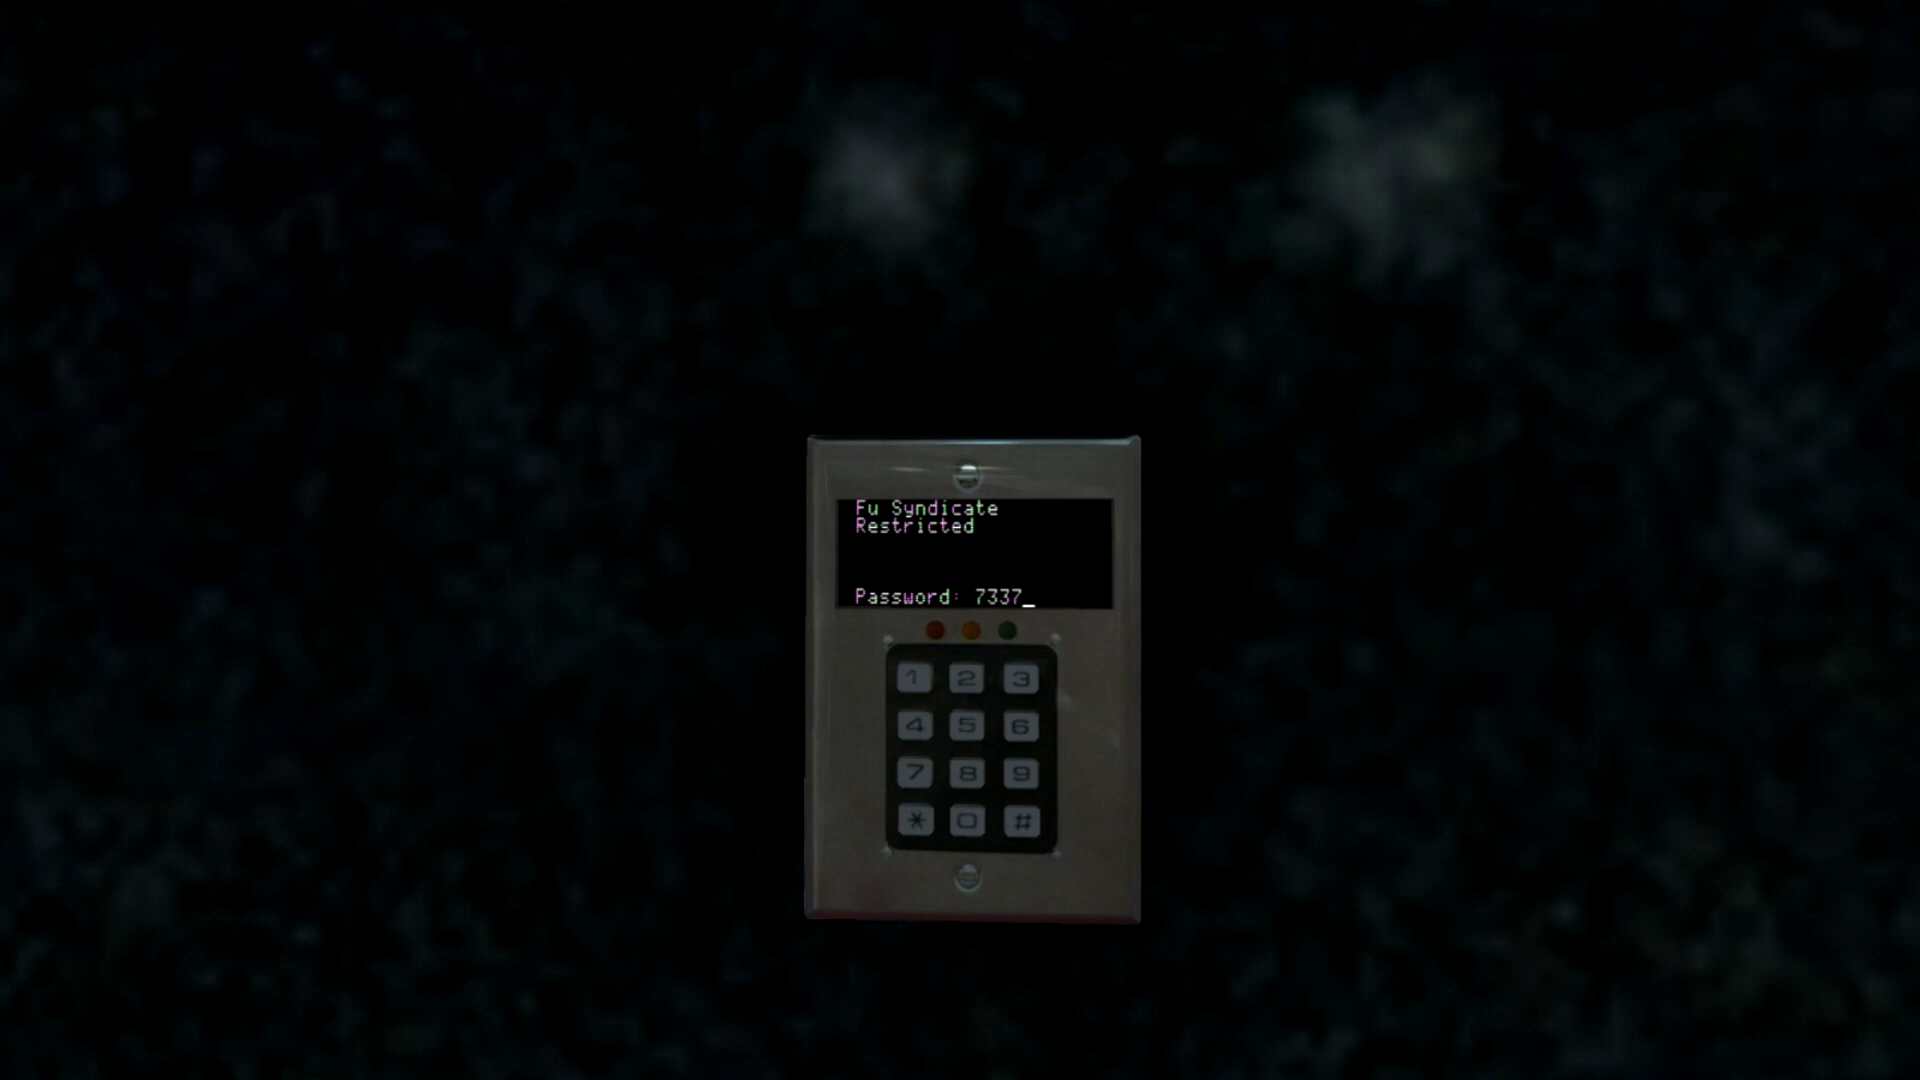 Fu Syndicate
Restricted
Password: 7337_
1 2 3
4 5 6
7 8 9
* 0 #